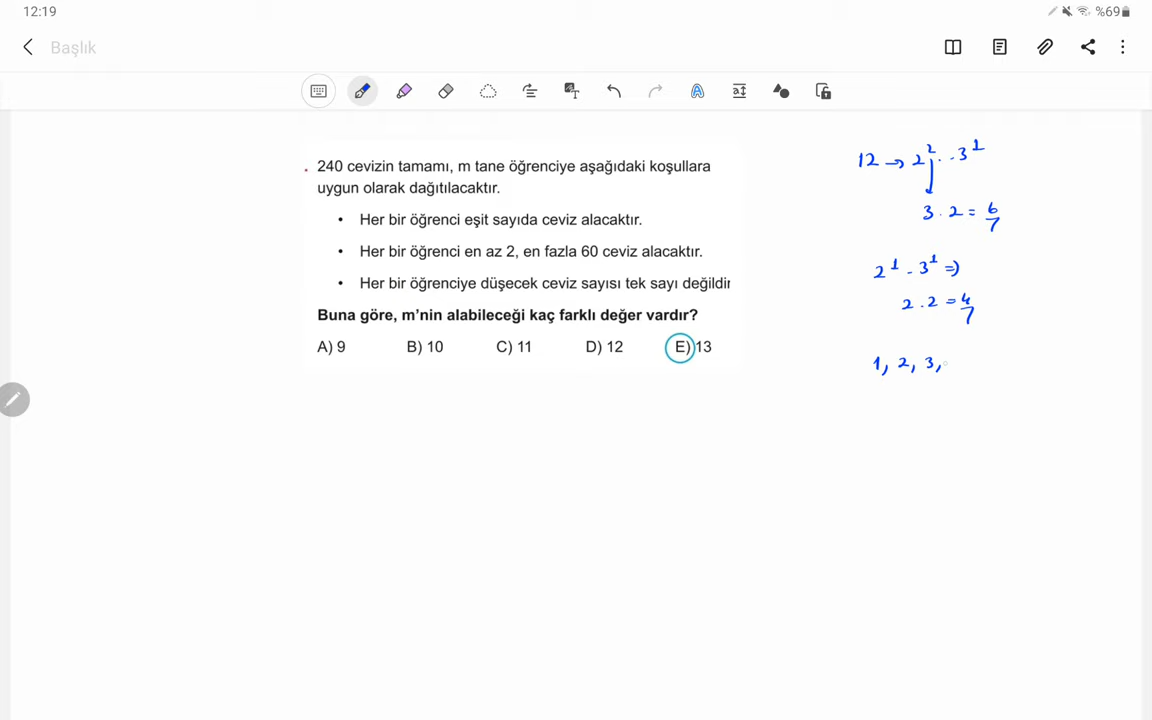 12:19
%69
Başlık
240 cevizin tamamı, m tane öğrenciye aşağıdaki koşullara
uygun olarak dağıtılacaktır.
• Her bir öğrenci eşit sayıda ceviz alacaktır.
• Her bir öğrenci en az 2, en fazla 60 ceviz alacaktır.
• Her bir öğrenciye düşecek ceviz sayısı tek sayı değildir
Buna göre, m'nin alabileceği kaç farklı değer vardır?
A) 9 B) 10 C) 11 D) 12 E) 13
12 → 2² · 3¹
3 . 2 = 6/7
2¹ - 3¹ =>
2 . 2 = 4/7
1, 2, 3,